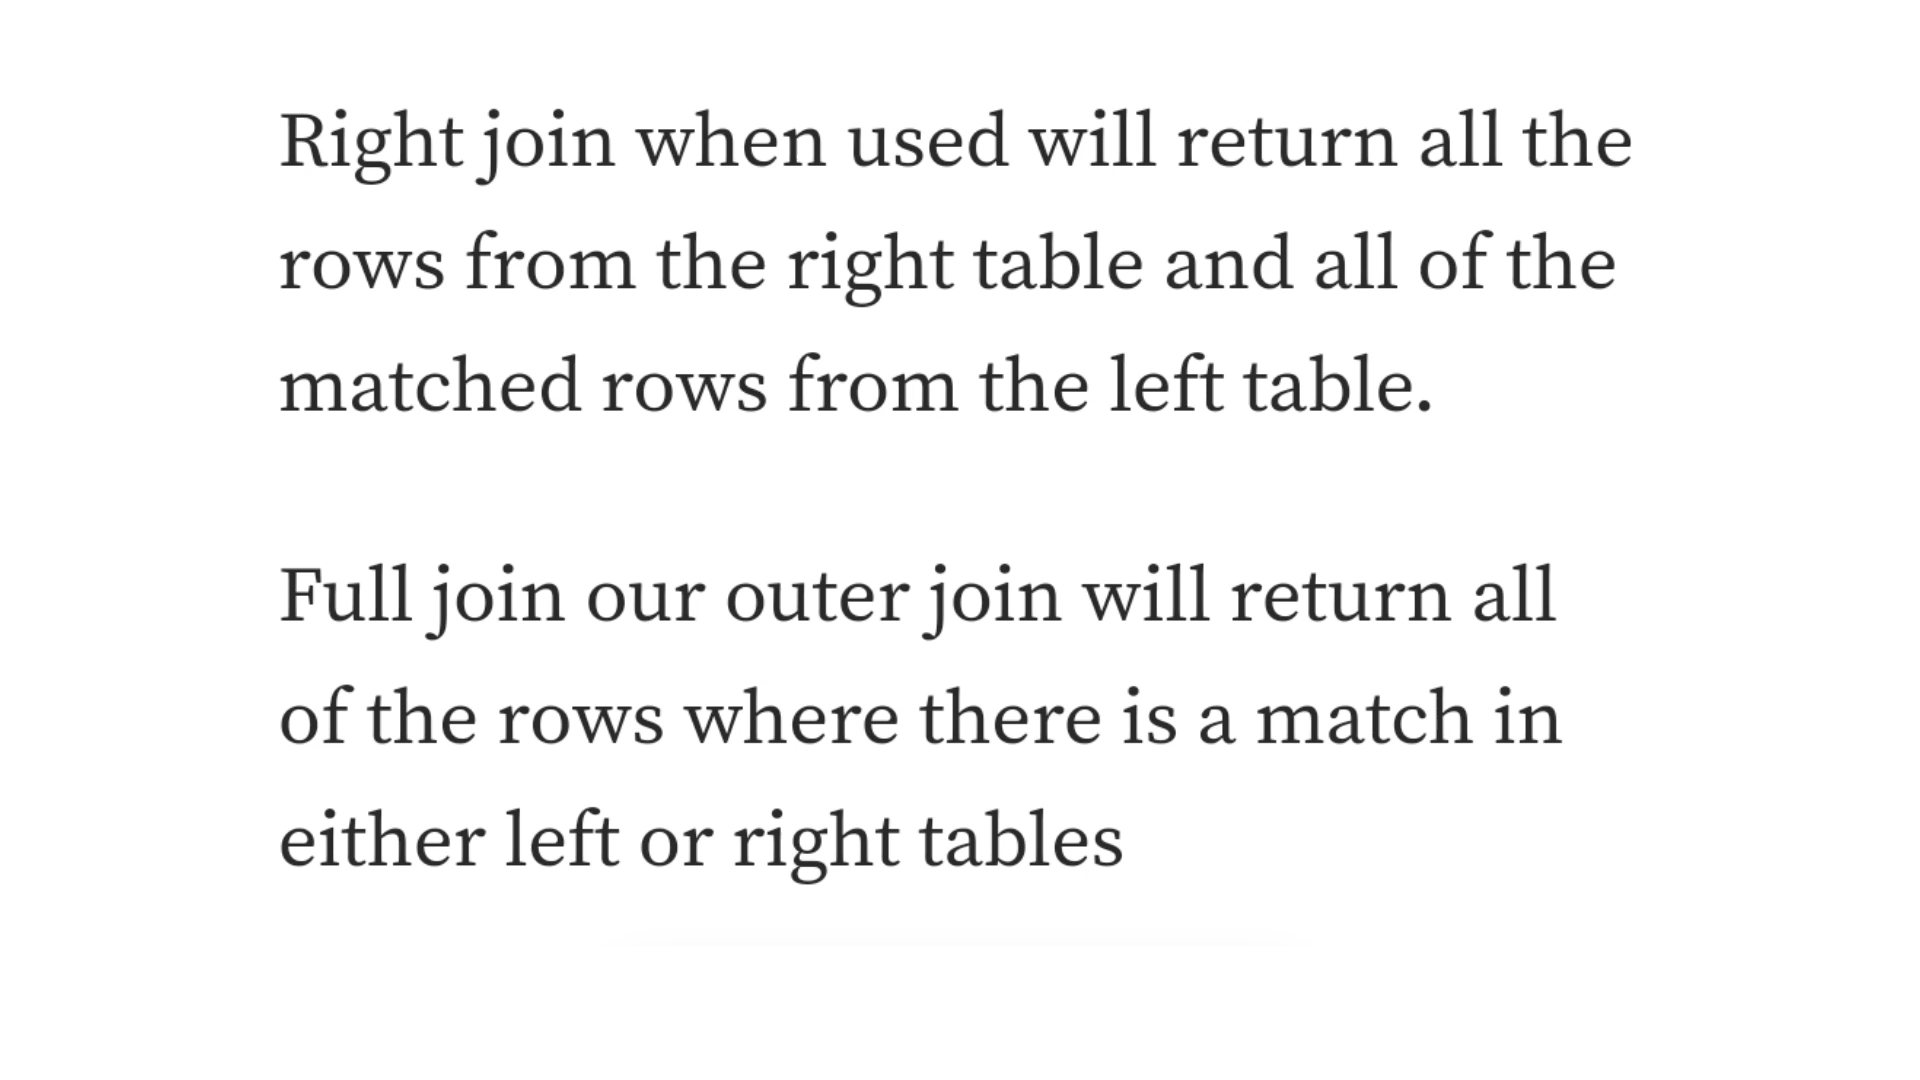 Right join when used will return all the
rows from the right table and all of the
matched rows from the left table.
Full join our outer join will return all
of the rows where there is a match in
either left or right tables